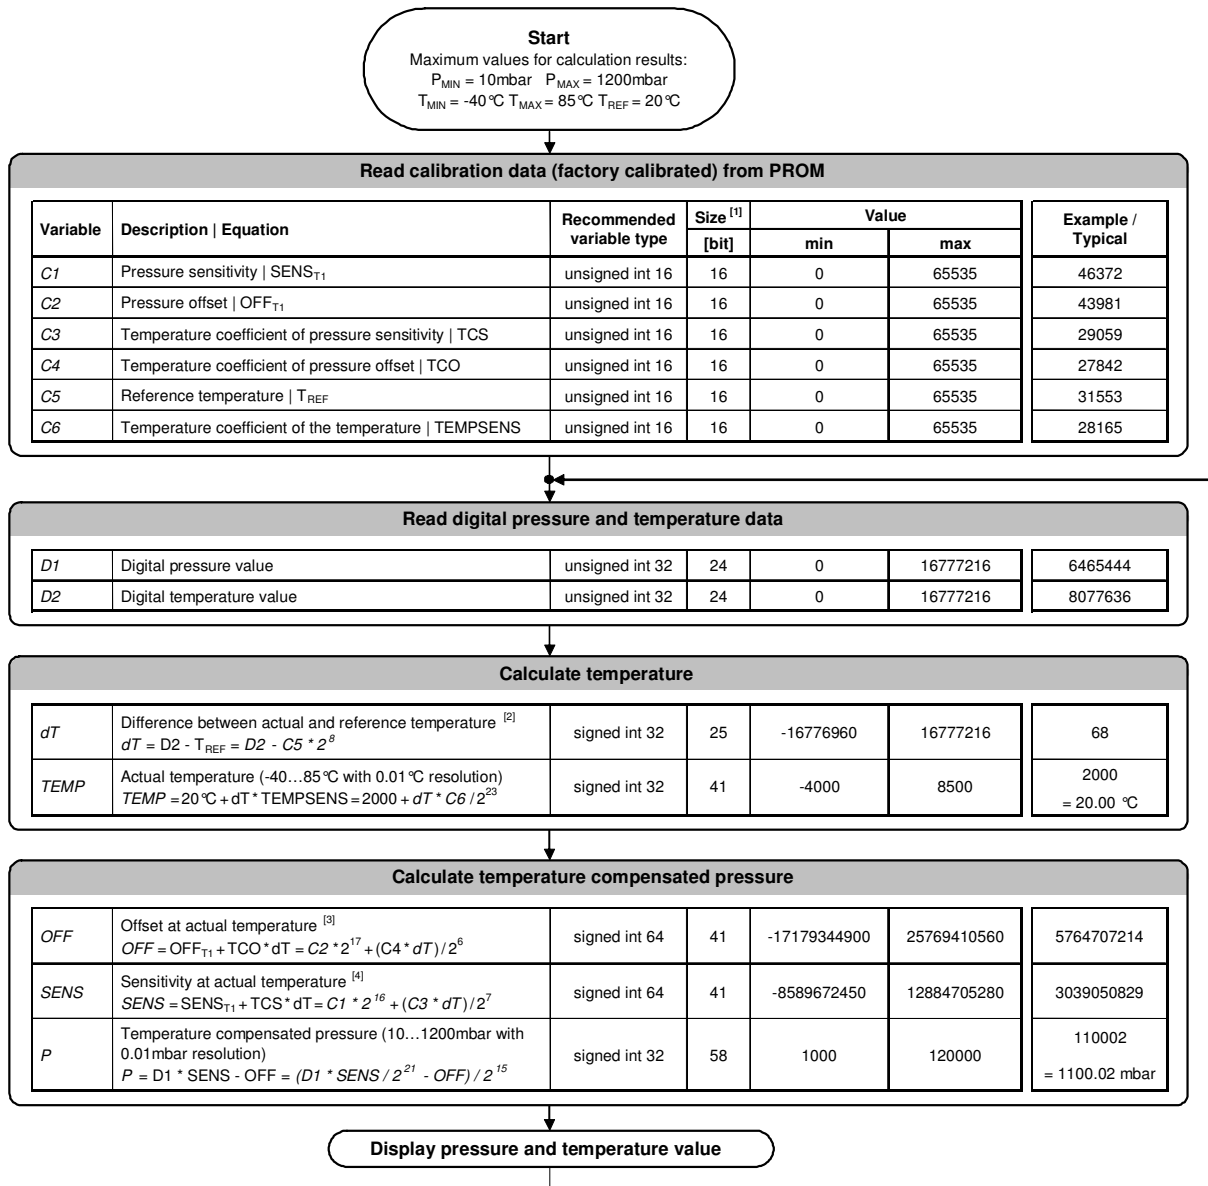 Start
Maximum values for calculation results:
PMIN = 10mbar PMAX = 1200mbar
TMIN = -40°C TMAX = 85°C TREF = 20°C
Read calibration data (factory calibrated) from PROM
Variable | Description | Equation | Recommended variable type | Size [1] [bit] | Value min | max | Example / Typical
C1 Pressure sensitivity | SENST1 unsigned int 16 16 0 65535 46372
C2 Pressure offset | OFFT1 unsigned int 16 16 0 65535 43981
C3 Temperature coefficient of pressure sensitivity | TCS unsigned int 16 16 0 65535 29059
C4 Temperature coefficient of pressure offset | TCO unsigned int 16 16 0 65535 27842
C5 Reference temperature | TREF unsigned int 16 16 0 65535 31553
C6 Temperature coefficient of the temperature | TEMPSENS unsigned int 16 16 0 65535 28165
Read digital pressure and temperature data
D1 Digital pressure value unsigned int 32 24 0 16777216 6465444
D2 Digital temperature value unsigned int 32 24 0 16777216 8077636
Calculate temperature
Difference between actual and reference temperature [2]
dT signed int 32 25 -16776960 16777216 68
dT = D2 - TREF = D2 - C5 * 2^8
Actual temperature (-40…85°C with 0.01°C resolution)
TEMP signed int 32 41 -4000 8500 2000
TEMP = 20°C + dT * TEMPSENS = 2000 + dT * C6 / 2^23
= 20.00 °C
Calculate temperature compensated pressure
Offset at actual temperature [3]
OFF signed int 64 41 -17179344900 25769410560 5764707214
OFF = OFFT1 + TCO * dT = C2 * 2^17 + (C4 * dT) / 2^6
Sensitivity at actual temperature [4]
SENS signed int 64 41 -8589672450 12884705280 3039050829
SENS = SENST1 + TCS * dT = C1 * 2^16 + (C3 * dT) / 2^7
Temperature compensated pressure (10…1200mbar with
0.01mbar resolution)
P signed int 32 58 1000 120000 110002
P = D1 * SENS - OFF = (D1 * SENS / 2^21 - OFF) / 2^15
= 1100.02 mbar
Display pressure and temperature value